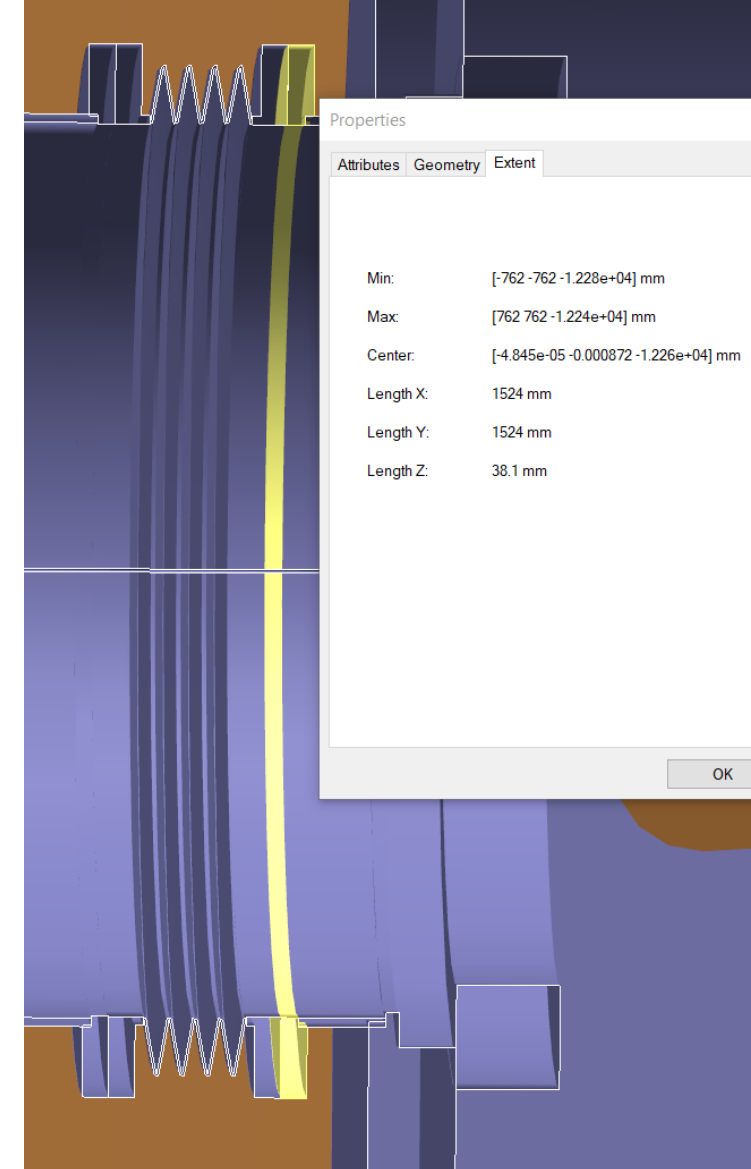 Properties
Attributes Geometry Extent
Min: [-762 -762 -1.228e+04] mm
Max: [762 762 -1.224e+04] mm
Center: [-4.845e-05 -0.000872 -1.226e+04] mm
Length X: 1524 mm
Length Y: 1524 mm
Length Z: 38.1 mm
OK